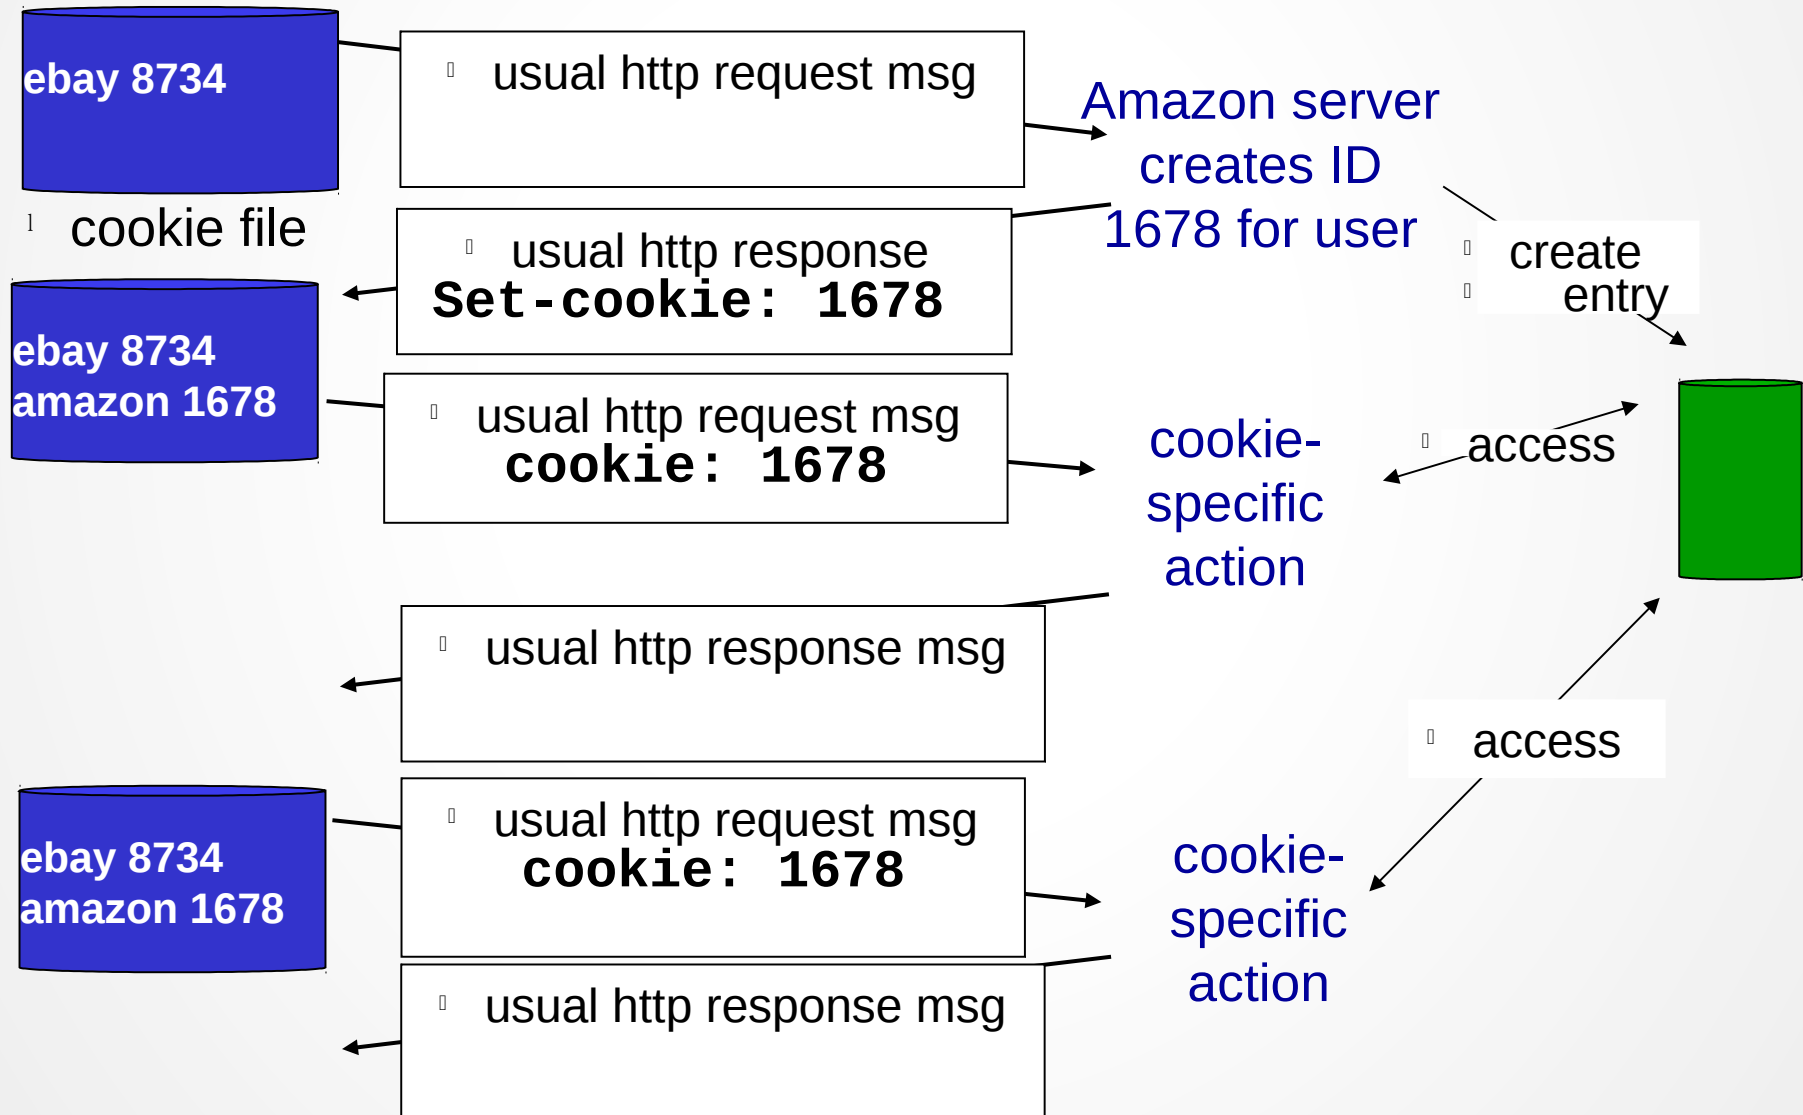 ebay 8734
usual http request msg
Amazon server
creates ID
1678 for user
cookie file
usual http response
Set-cookie: 1678
create
entry
ebay 8734
amazon 1678
usual http request msg
cookie: 1678
cookie-
specific
action
access
usual http response msg
access
ebay 8734
amazon 1678
usual http request msg
cookie: 1678
cookie-
specific
action
usual http response msg